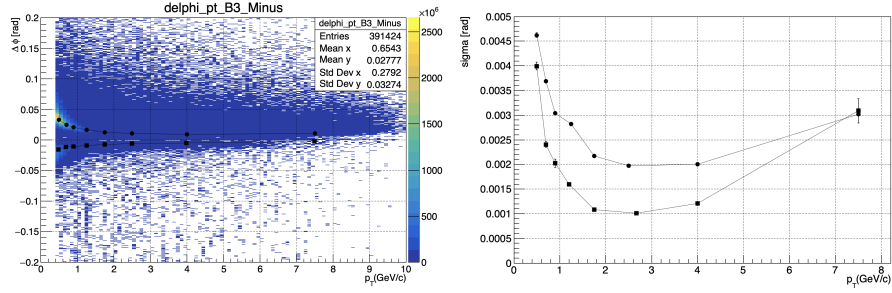 delphi_pt_B3_Minus
×10⁶
Δ φ [rad]
0.2
0.15
0.1
0.05
0
−0.05
−0.1
−0.15
−0.2
delphi_pt_B3_Minus
Entries 391424
Mean x 0.6543
Mean y 0.02777
Std Dev x 0.2792
Std Dev y 0.03274
2500
2000
1500
1000
500
0
0 1 2 3 4 5 6 7 8 9 10
p_T(GeV/c)
sigma [rad]
0.005
0.0045
0.004
0.0035
0.003
0.0025
0.002
0.0015
0.001
0.0005
0
0 1 2 3 4 5 6 7 8
p_T(GeV/c)